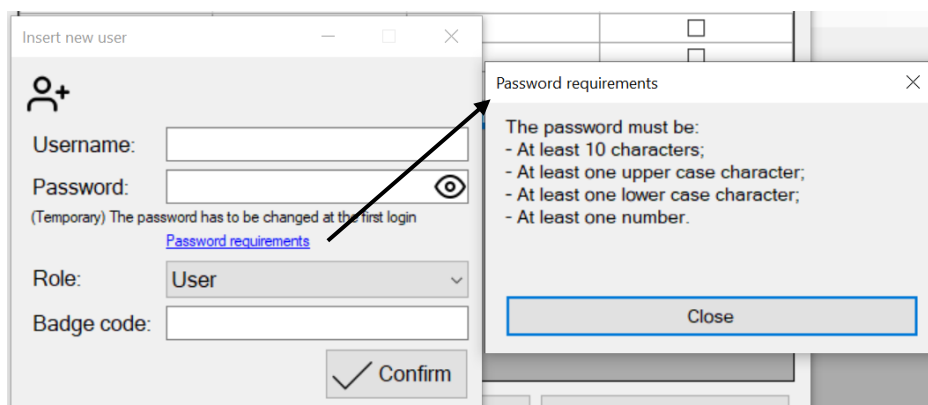 Insert new user
Username:
Password:
(Temporary) The password has to be changed at the first login
Password requirements
Role:
User
Badge code:
Confirm
Password requirements
The password must be:
- At least 10 characters;
- At least one upper case character;
- At least one lower case character;
- At least one number.
Close